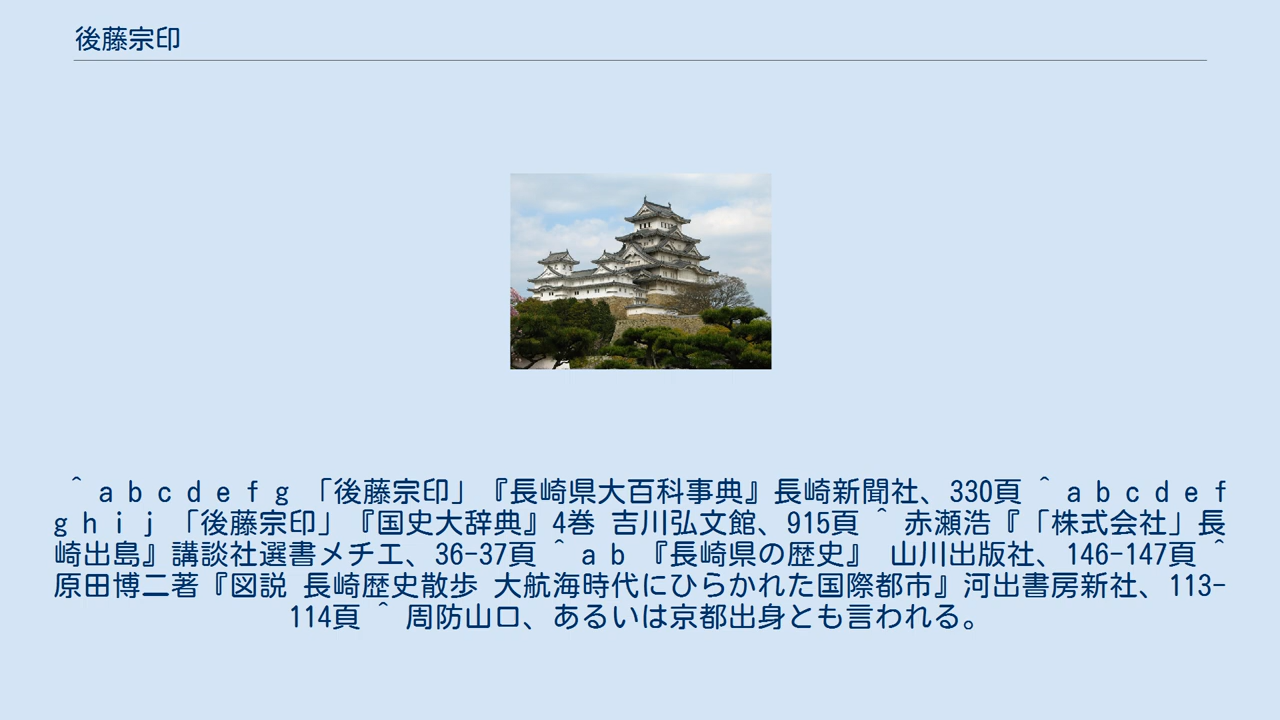 後藤宗印
^ a b c d e f g 「後藤宗印」『長崎県大百科事典』長崎新聞社、330頁 ^ a b c d e f
g h i j 「後藤宗印」『国史大辞典』4巻 吉川弘文館、915頁 ^ 赤瀬浩『「株式会社」長
崎出島』講談社選書メチエ、36-37頁 ^ a b 『長崎県の歴史』 山川出版社、146-147頁 ^
原田博二著『図説 長崎歴史散歩 大航海時代にひらかれた国際都市』河出書房新社、113-
114頁 ^ 周防山口、あるいは京都出身とも言われる。